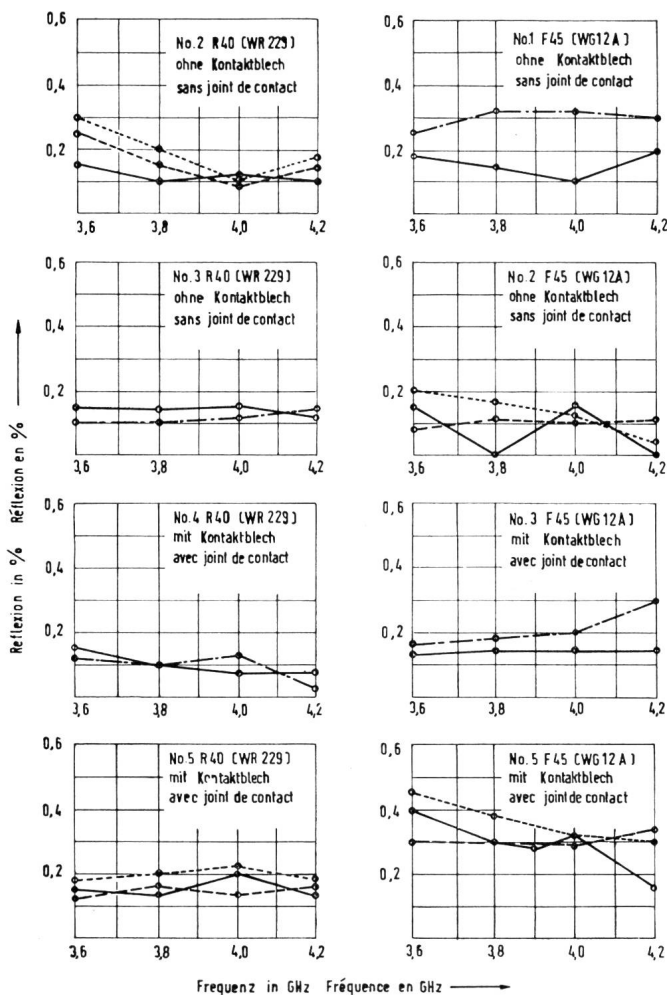 0,6
0,4
0,2
No.2 R40 (WR 229)
ohne Kontaktblech
sans joint de contact
3,6
3,8
4,0
4,2
No.1 F45 (WG12A)
ohne Kontaktblech
sans joint de contact
0,6
0,4
0,2
3,6
3,8
4,0
4,2
0,6
0,4
0,2
No.3 R40 (WR 229)
ohne Kontaktblech
sans joint de contact
3,6
3,8
4,0
4,2
0,6
0,4
0,2
No.2 F45 (WG12A)
ohne Kontaktblech
sans joint de contact
3,6
3,8
4,0
4,2
0,6
0,4
0,2
No.4 R40 (WR 229)
mit Kontaktblech
avec joint de contact
3,6
3,8
4,0
4,2
0,6
0,4
0,2
No.3 F45 (WG12A)
mit Kontaktblech
avec joint de contact
3,6
3,8
4,0
4,2
0,6
0,4
0,2
No.5 R40 (WR 229)
mit Kontaktblech
avec joint de contact
3,6
3,8
4,0
4,2
0,6
0,4
0,2
No.5 F45 (WG12A)
mit Kontaktblech
avec joint de contact
3,6
3,8
4,0
4,2
Reflexion in % Réflexion en %
Frequenz in GHz Fréquence en GHz